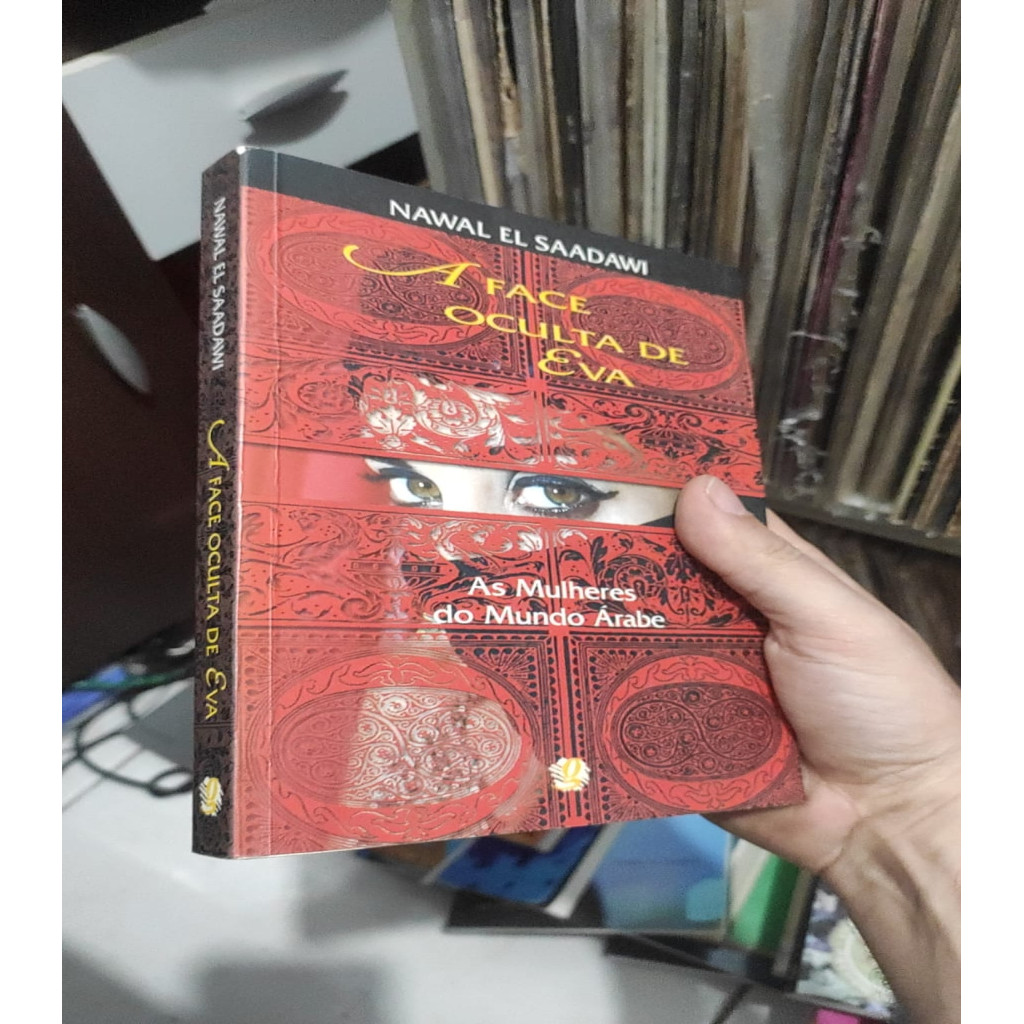 NAWAL EL SAADAWI
A FACE
OCULTA DE
EVA
As Mulheres
do Mundo Árabe
NAWAL EL SAADAWI A FACE OCULTA DE EVA